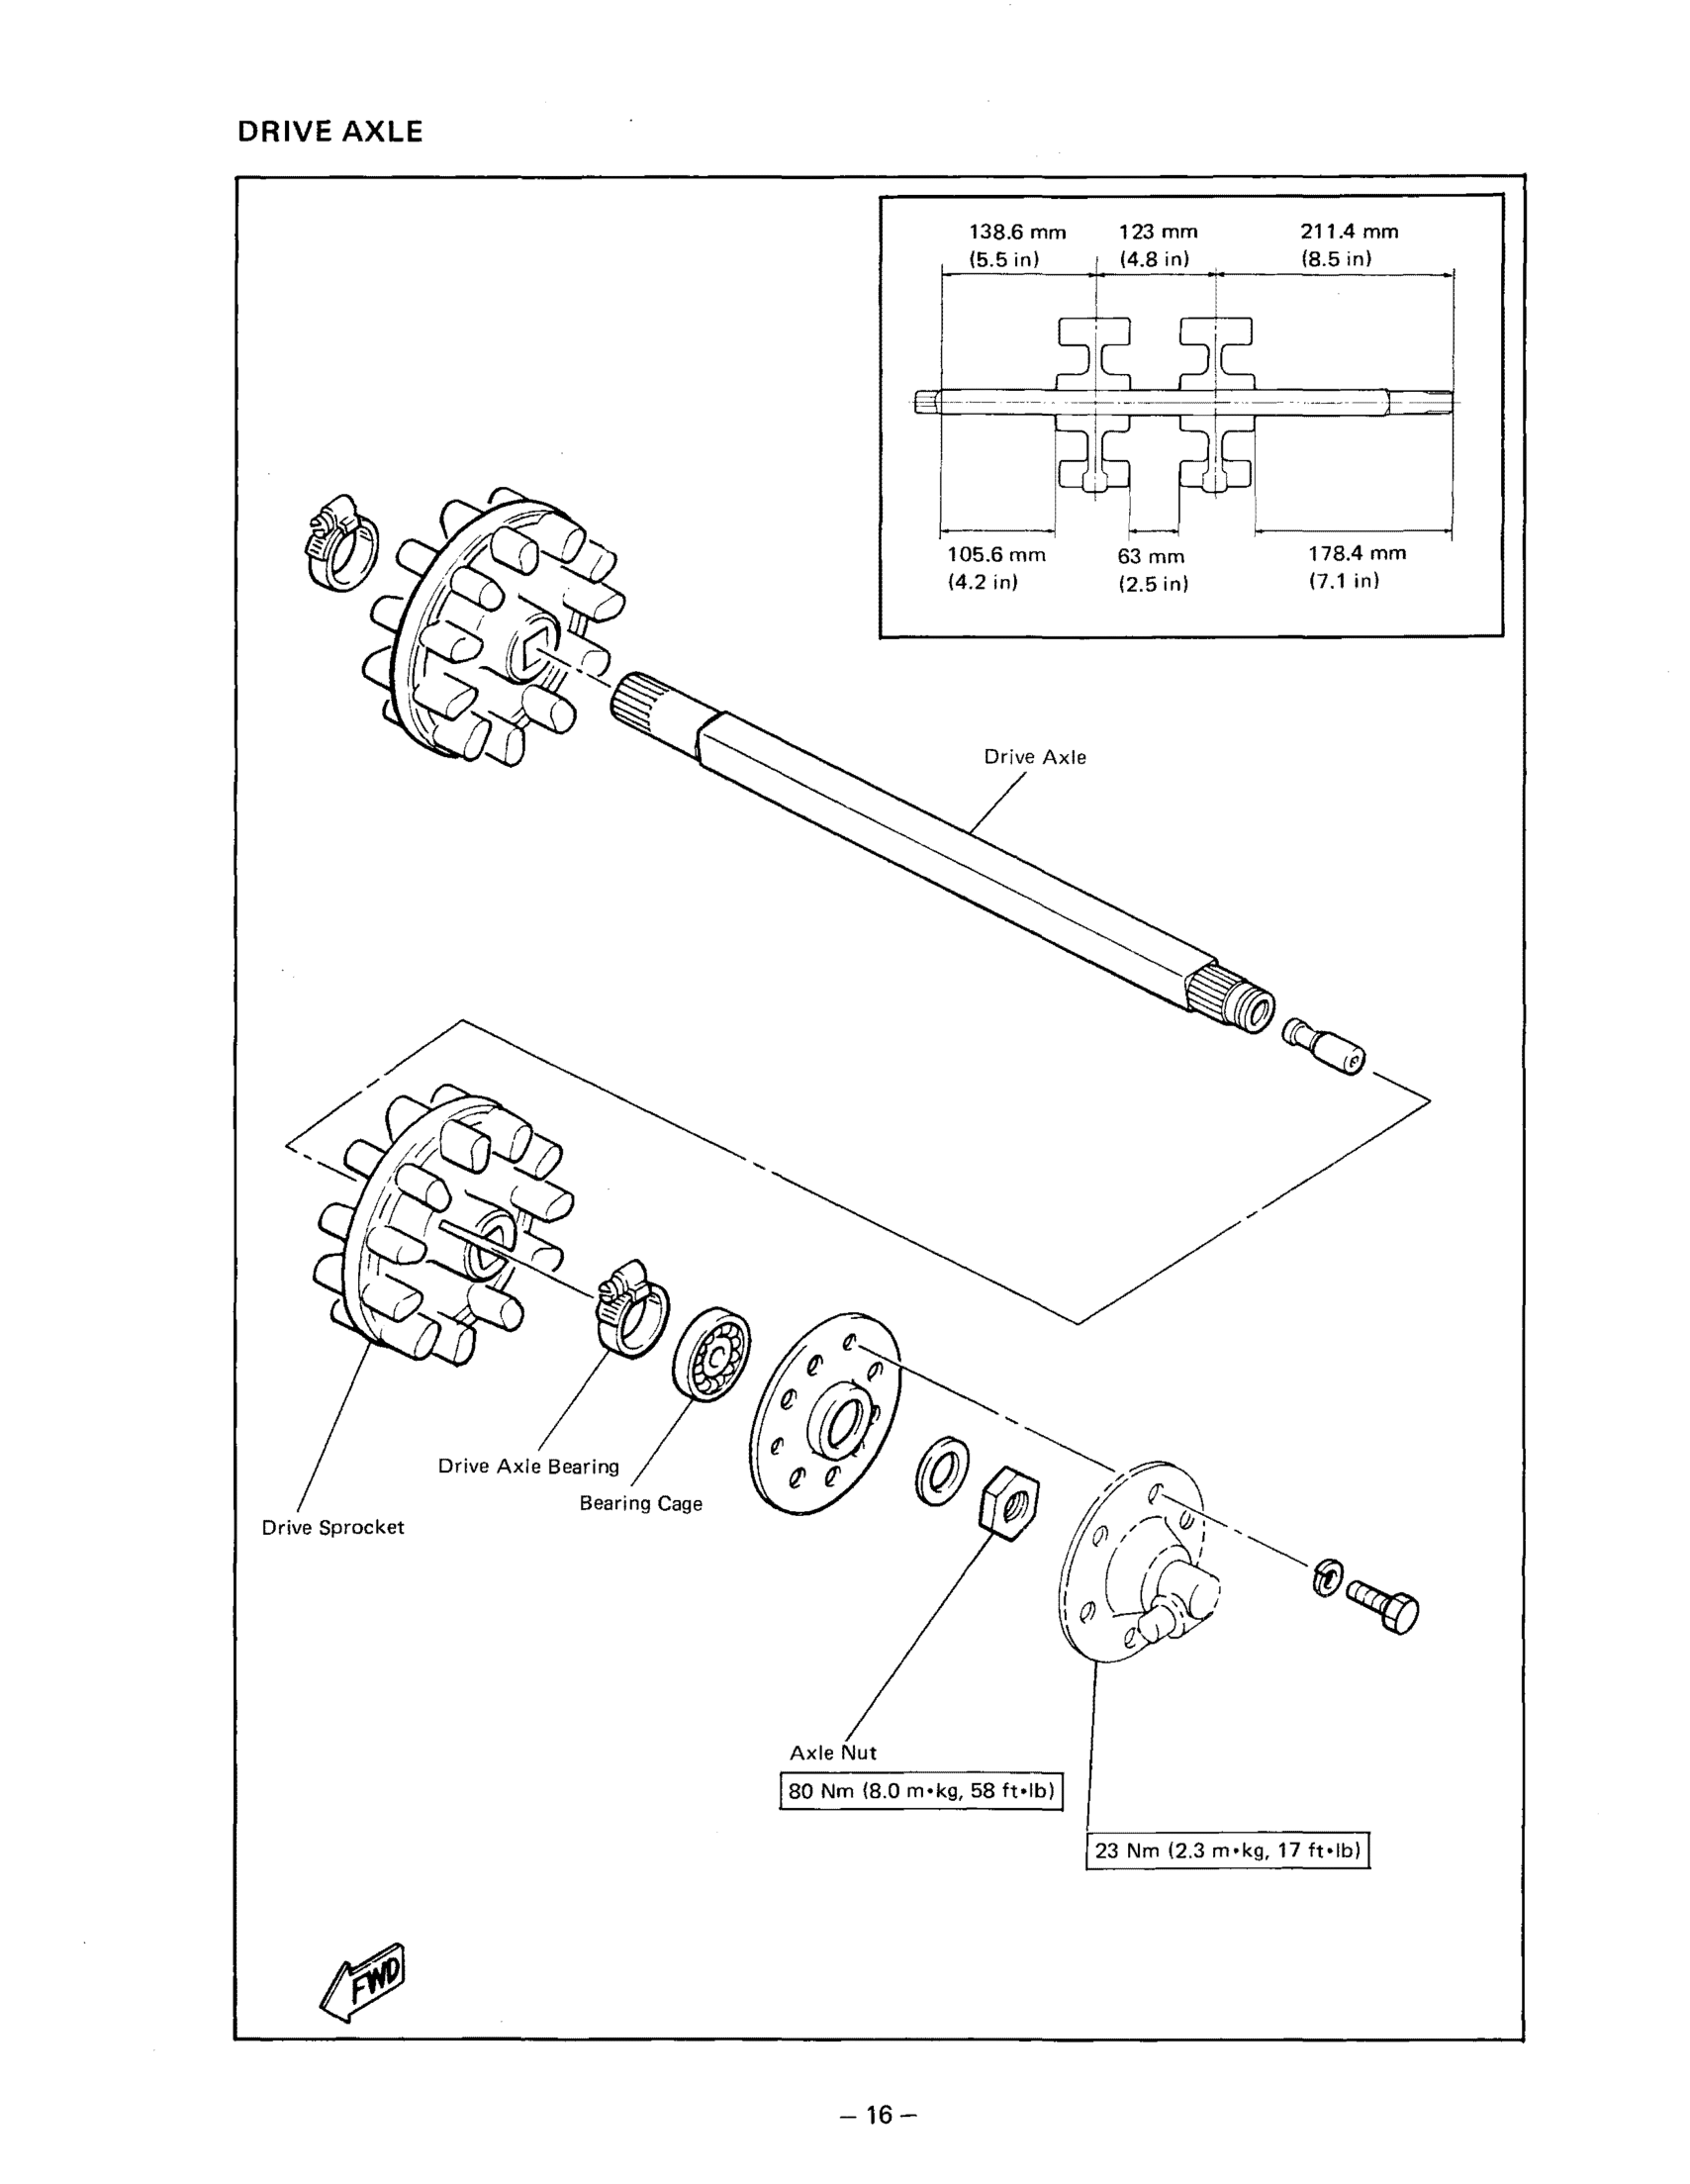 DRIVE AXLE
138.6 mm 123 mm 211.4 mm
(5.5 in) (4.8 in) (8.5 in)
105.6 mm 63 mm 178.4 mm
(4.2 in) (2.5 in) (7.1 in)
Drive Axle
Drive Axle Bearing
Bearing Cage
Drive Sprocket
Axle Nut
80 Nm (8.0 m•kg, 58 ft•lb)
23 Nm (2.3 m•kg, 17 ft•lb)
FWD
– 16 –